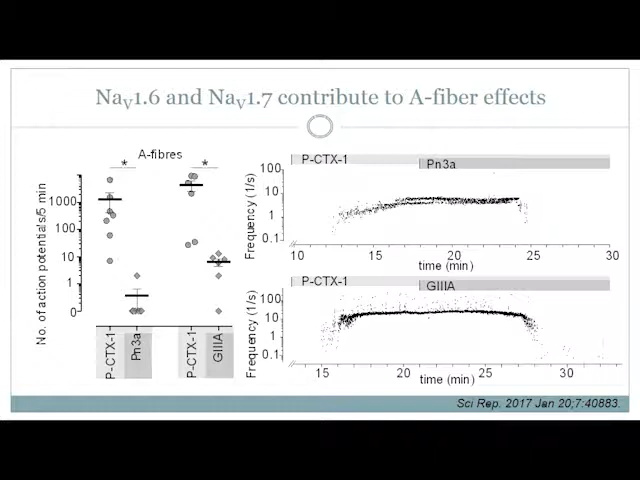 NaV1.6 and NaV1.7 contribute to A-fiber effects
A-fibres
*
*
No. of action potentials/5 min
1000
100
10
1
0
P-CTX-1
Pn3a
P-CTX-1
GIIIA
P-CTX-1
Pn3a
Frequency (1/s)
100
10
1
0.1
10
15
20
25
30
time (min)
P-CTX-1
GIIIA
Frequency (1/s)
100
10
1
0.1
15
20
25
30
time (min)
Sci Rep. 2017 Jan 20;7:40883.